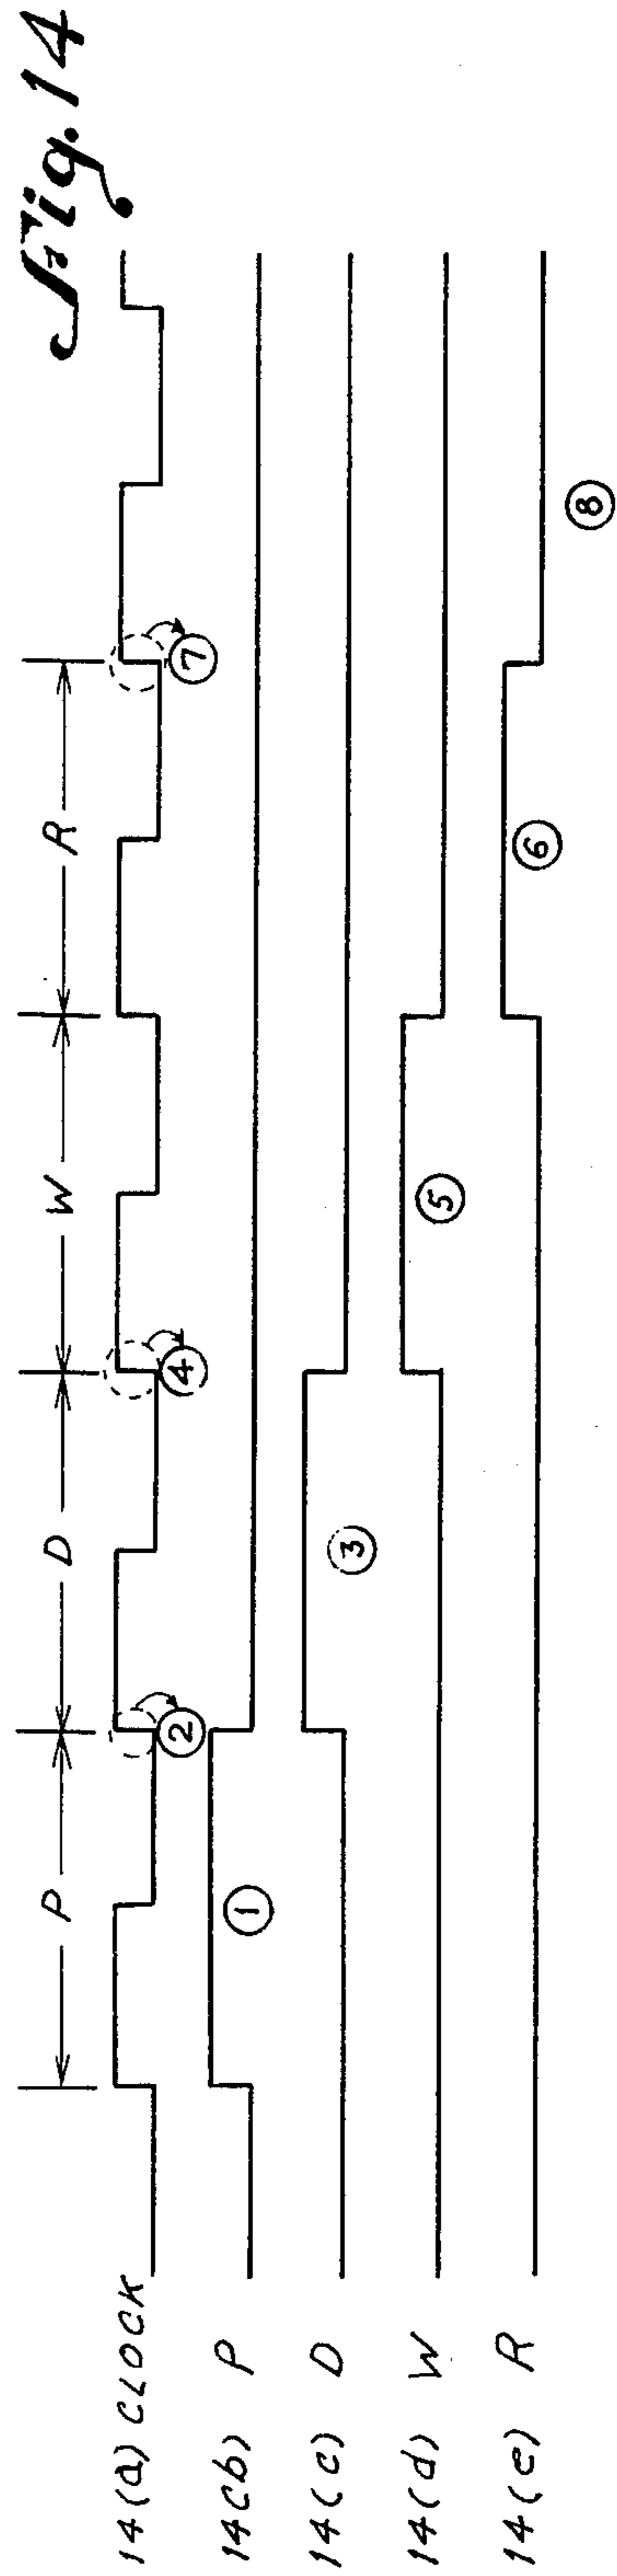 Fig. 14
P D W R
14(a) CLOCK
② ④ ⑦
14(b) P
①
14(c) D
③
14(d) W
⑤
14(e) R
⑥
⑧